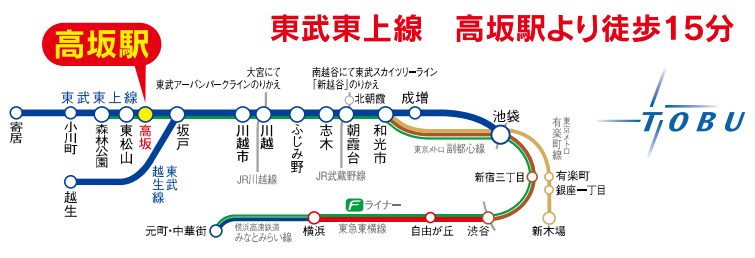 東武東上線 高坂駅より徒歩15分
高坂駅
大宮にて
東武アーバンパークラインのりかえ
南越谷にて東武スカイツリーライン
「新越谷」のりかえ
北朝霞
東武東上線
成増
池袋
寄居
小川町
森林公園
東松山
高坂
坂戸
川越市
川越
ふじみ野
志木
朝霞台
和光市
東京メトロ 副都心線
東京メトロ
有楽町線
TOBU
東武
越生線
越生
JR川越線
JR武蔵野線
新宿三丁目
有楽町
銀座一丁目
Fライナー
元町・中華街
横浜高速鉄道
みなとみらい線
横浜
東急東横線
自由が丘
渋谷
新木場